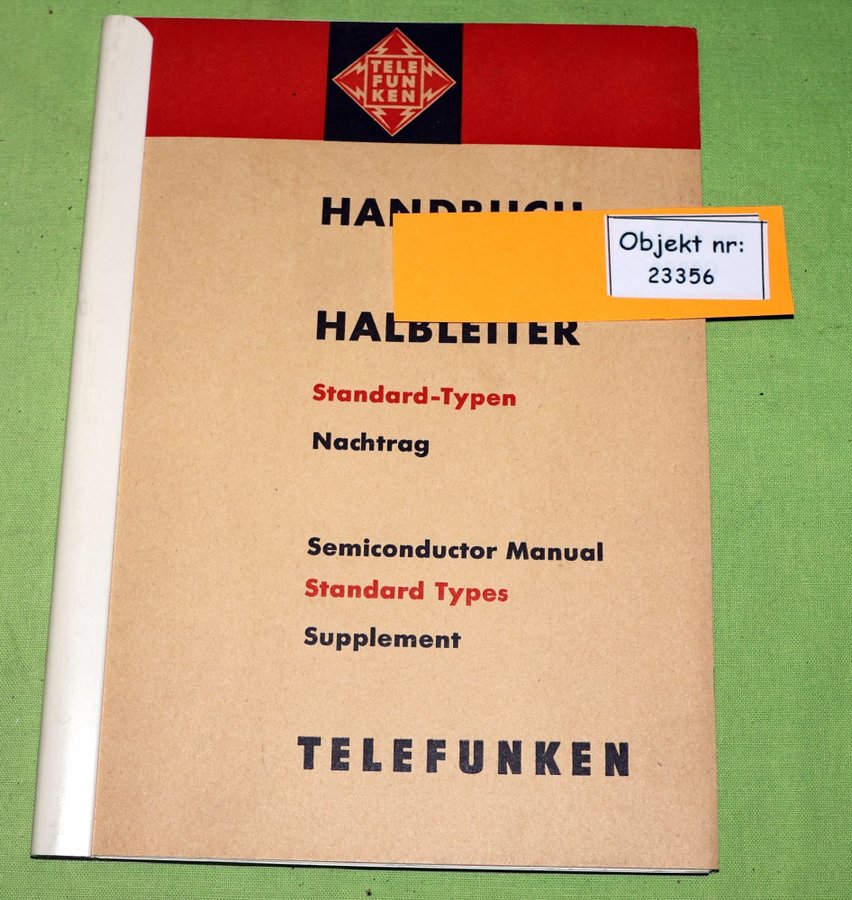 TELE
FUN
KEN
HANDBUCH
Objekt nr:
23356
HALBLEITER
Standard-Typen
Nachtrag
Semiconductor Manual
Standard Types
Supplement
TELEFUNKEN